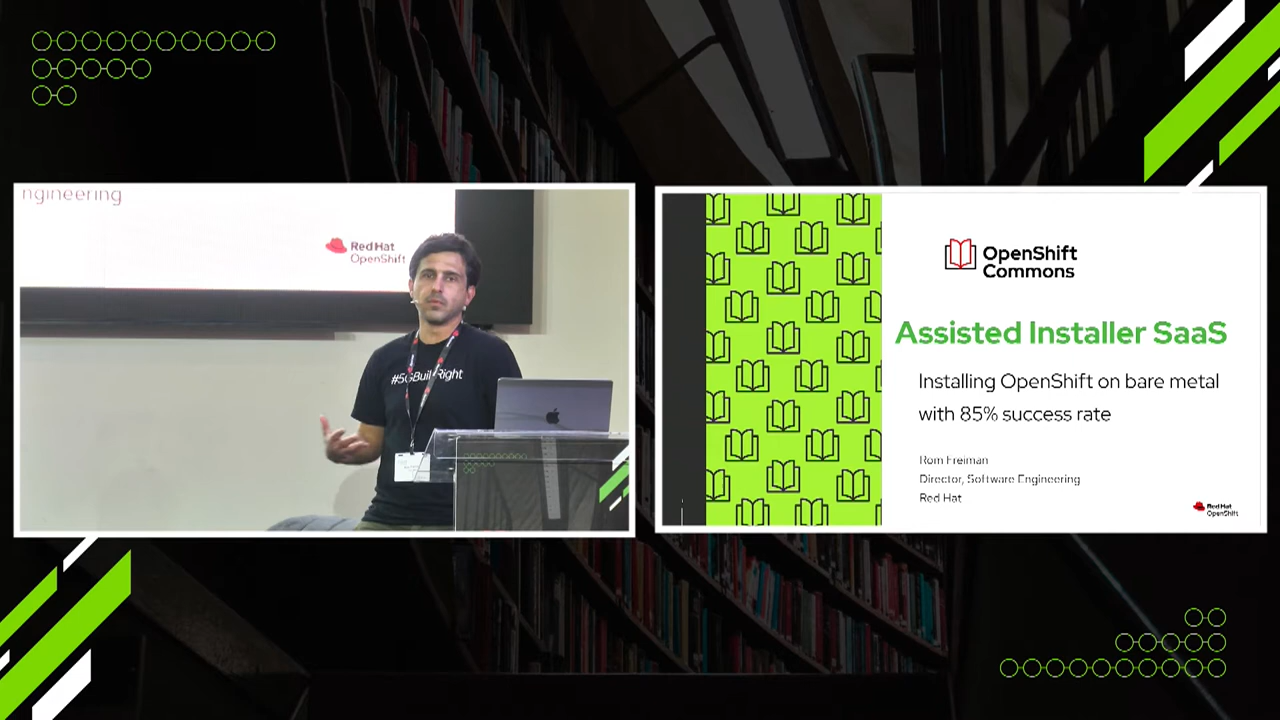 ngineering
Red Hat
OpenShift
#5GBuiltRight
OpenShift
Commons
Assisted Installer SaaS
Installing OpenShift on bare metal
with 85% success rate
Rom Freiman
Director, Software Engineering
Red Hat
Red Hat
OpenShift